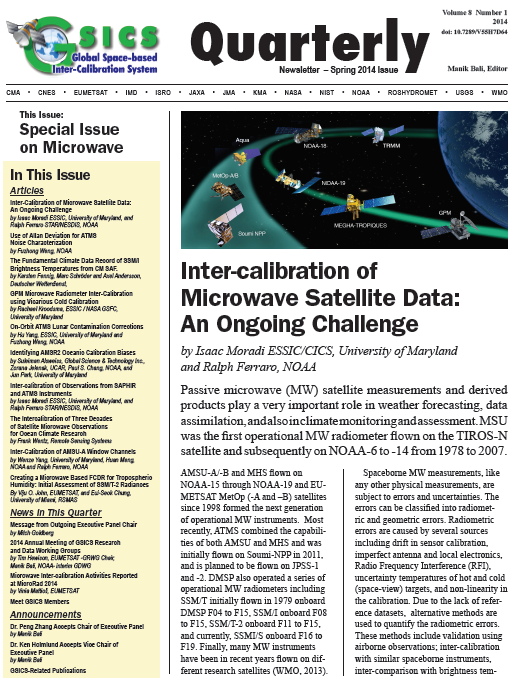 GSICS
Global Space-based
Inter-Calibration System
Quarterly
Newsletter – Spring 2014 Issue
Volume 8 Number 1
2014
doi: 10.7289/V55H7D64
Manik Bali, Editor
CMA • CNES • EUMETSAT • IMD • ISRO • JAXA • JMA • KMA • NASA • NIST • NOAA • ROSHYDROMET • USGS • WMO
This Issue:
Special Issue
on Microwave
In This Issue
Articles
Inter-Calibration of Microwave Satellite Data:
An Ongoing Challenge
by Isaac Moradi ESSIC, University of Maryland, and
Ralph Ferraro STAR/NESDIS, NOAA
Use of Allan Deviation for ATMS
Noise Characterization
by Fuzhong Weng, NOAA
The Fundamental Climate Data Record of SSM/I
Brightness Temperatures from CM SAF.
by Karsten Fennig, Marc Schröder and Axel Andersson,
Deutscher Wetterdienst,
GPM Microwave Radiometer Inter-Calibration
using Vicarious Cold Calibration
by Rachael Kroodsma, ESSIC / NASA GSFC,
University of Maryland
On-Orbit ATMS Lunar Contamination Corrections
by Hu Yang, ESSIC, University of Maryland and
Fuzhong Weng, NOAA
Identifying AMSR2 Oceanic Calibration Biases
by Suleiman Alsweiss, Global Science & Technology Inc.,
Zorana Jelenak, UCAR, Paul S. Chang, NOAA, and
Jun Park, University of Maryland
Inter-calibration of Observations from SAPHIR
and ATMS Instruments
by Isaac Moradi ESSIC, University of Maryland, and
Ralph Ferraro STAR/NESDIS, NOAA
The Intercalibration of Three Decades
of Satellite Microwave Observations
for Ocean Climate Research
by Frank Wentz, Remote Sensing Systems
Inter-Calibration of AMSU-A Window Channels
by Wenze Yang, University of Maryland, Huan Meng,
NOAA and Ralph Ferraro, NOAA
Creating a Microwave Based FCDR for Tropospheric
Humidity: Initial Assessment of SSM/T-2 Radiances
By Viju O. John, EUMETSAT, and Eui-Seok Chung,
University of Miami, RSMAS
News In This Quarter
Message from Outgoing Executive Panel Chair
by Mitch Goldberg
2014 Annual Meeting of GSICS Research
and Data Working Groups
by Tim Hewison, EUMETSAT -GRWG Chair,
Manik Bali, NOAA- interim GDWG
Microwave Inter-calibration Activities Reported
at MicroRad 2014
by Vinia Mattioli, EUMETSAT
Meet GSICS Members
Announcements
Dr. Peng Zhang Accepts Chair of Executive Panel
by Manik Bali
Dr. Ken Holmlund Accepts Vice Chair of
Executive Panel
by Manik Bali
GSICS-Related Publications
Aqua
NOAA-18
TRMM
MetOp-A/B
NOAA-19
MEGHA-TROPIQUES
GPM
Soumi NPP
Inter-calibration of
Microwave Satellite Data:
An Ongoing Challenge
by Isaac Moradi ESSIC/CICS, University of Maryland
and Ralph Ferraro, NOAA
Passive microwave (MW) satellite measurements and derived
products play a very important role in weather forecasting, data
assimilation, and also in climate monitoring and assessment. MSU
was the first operational MW radiometer flown on the TIROS-N
satellite and subsequently on NOAA-6 to -14 from 1978 to 2007.
AMSU-A/-B and MHS flown on
NOAA-15 through NOAA-19 and EU-
METSAT MetOp (-A and –B) satellites
since 1998 formed the next generation
of operational MW instruments. Most
recently, ATMS combined the capabili-
ties of both AMSU and MHS and was
initially flown on Soumi-NPP in 2011,
and is planned to be flown on JPSS-1
and -2. DMSP also operated a series of
operational MW radiometers including
SSM/T initially flown in 1979 onboard
DMSP F04 to F15, SSM/I onboard F08
to F15, SSM/T-2 onboard F11 to F15,
and currently, SSMI/S onboard F16 to
F19. Finally, many MW instruments
have been in recent years flown on dif-
ferent research satellites (WMO, 2013).
Spaceborne MW measurements, like
any other physical measurements, are
subject to errors and uncertainties. The
errors can be classified into radiomet-
ric and geometric errors. Radiometric
errors are caused by several sources
including drift in sensor calibration,
imperfect antenna and local electronics,
Radio Frequency Interference (RFI),
uncertainty temperatures of hot and cold
(space-view) targets, and non-linearity in
the calibration. Due to the lack of refer-
ence datasets, alternative methods are
used to quantify the radiometric errors.
These methods include validation using
airborne observations; inter-calibration
with similar spaceborne instruments,
inter-comparison with brightness tem-